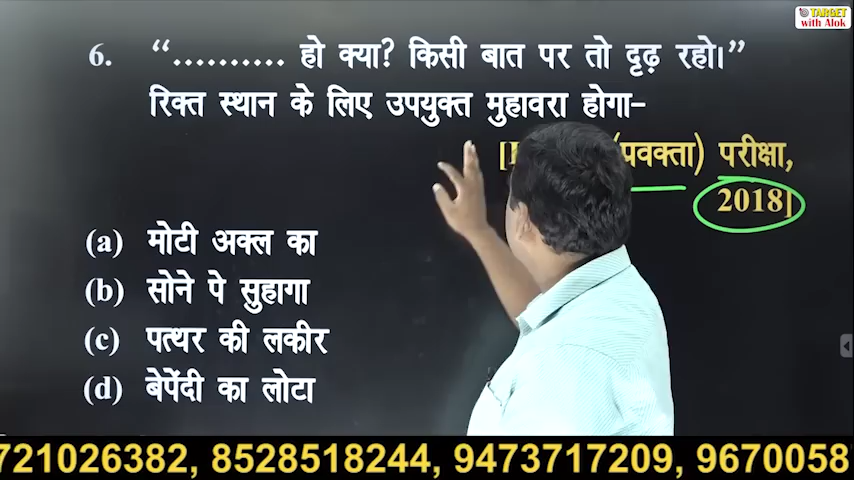 TARGET
with Alok
6. “.......... हो क्या? किसी बात पर तो दृढ़ रहो।”
रिक्त स्थान के लिए उपयुक्त मुहावरा होगा–
(प्रवक्ता) परीक्षा,
2018]
(a) मोटी अक्ल का
(b) सोने पे सुहागा
(c) पत्थर की लकीर
(d) बेपेंदी का लोटा
721026382, 8528518244, 9473717209, 9670058